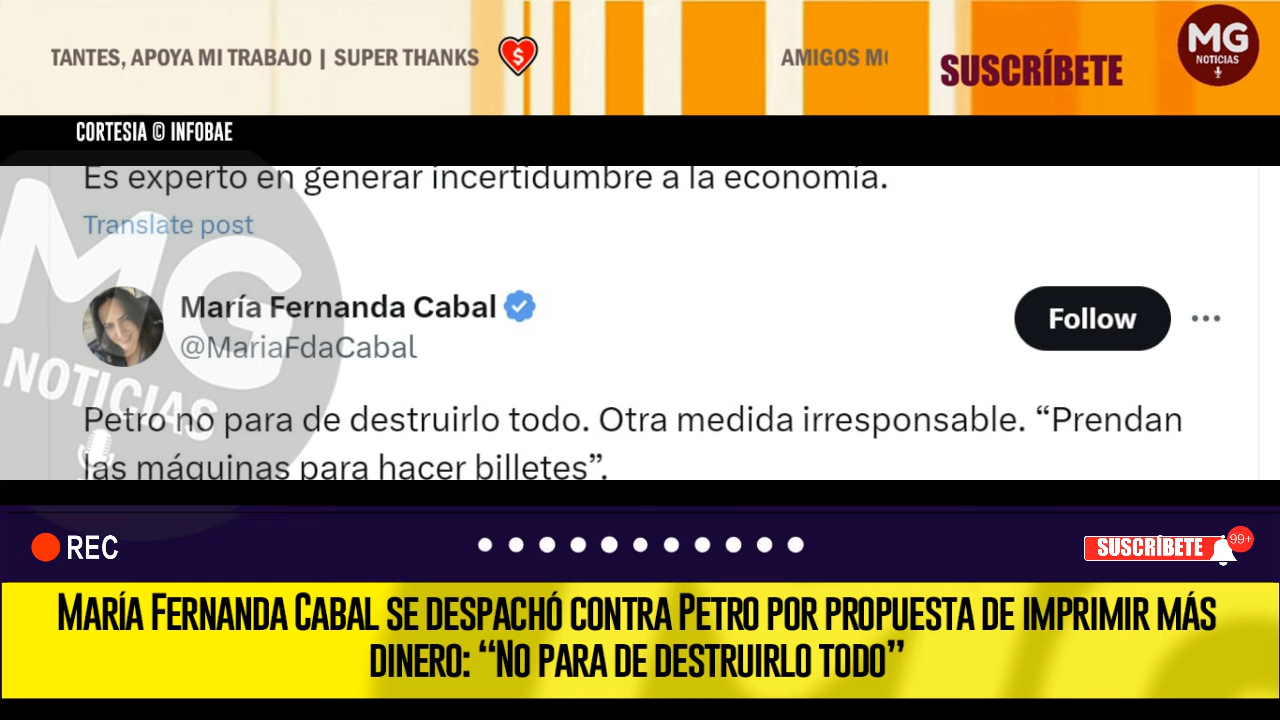 TANTES, APOYA MI TRABAJO | SUPER THANKS
$
AMIGOS M
SUSCRÍBETE
MG
NOTICIAS
CORTESIA © INFOBAE
Es experto en generar incertidumbre a la economía.
Translate post
María Fernanda Cabal
@MariaFdaCabal
Follow
MG
NOTICIAS
Petro no para de destruirlo todo. Otra medida irresponsable. “Prendan
las máquinas para hacer billetes”.
REC
SUSCRÍBETE
99+
MARÍA FERNANDA CABAL SE DESPACHÓ CONTRA PETRO POR PROPUESTA DE IMPRIMIR MÁS
DINERO: “NO PARA DE DESTRUIRLO TODO”